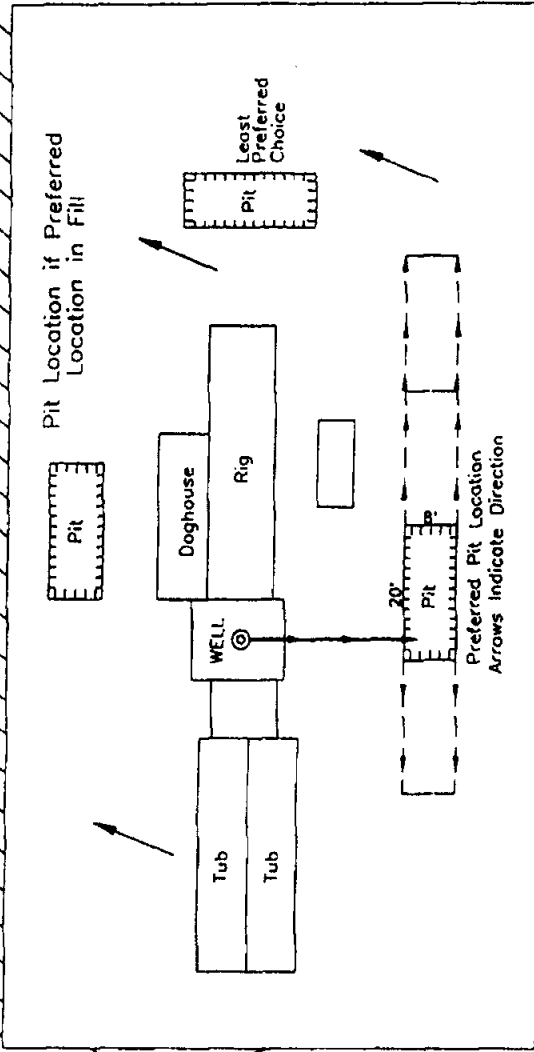 Pit Location if Preferred
Location in Fill
Pit
Least
Preferred
Choice
Pit
Doghouse
Rig
WELL
Tub
Tub
20'
8'
Pit
Preferred Pit Location
Arrows Indicate Direction